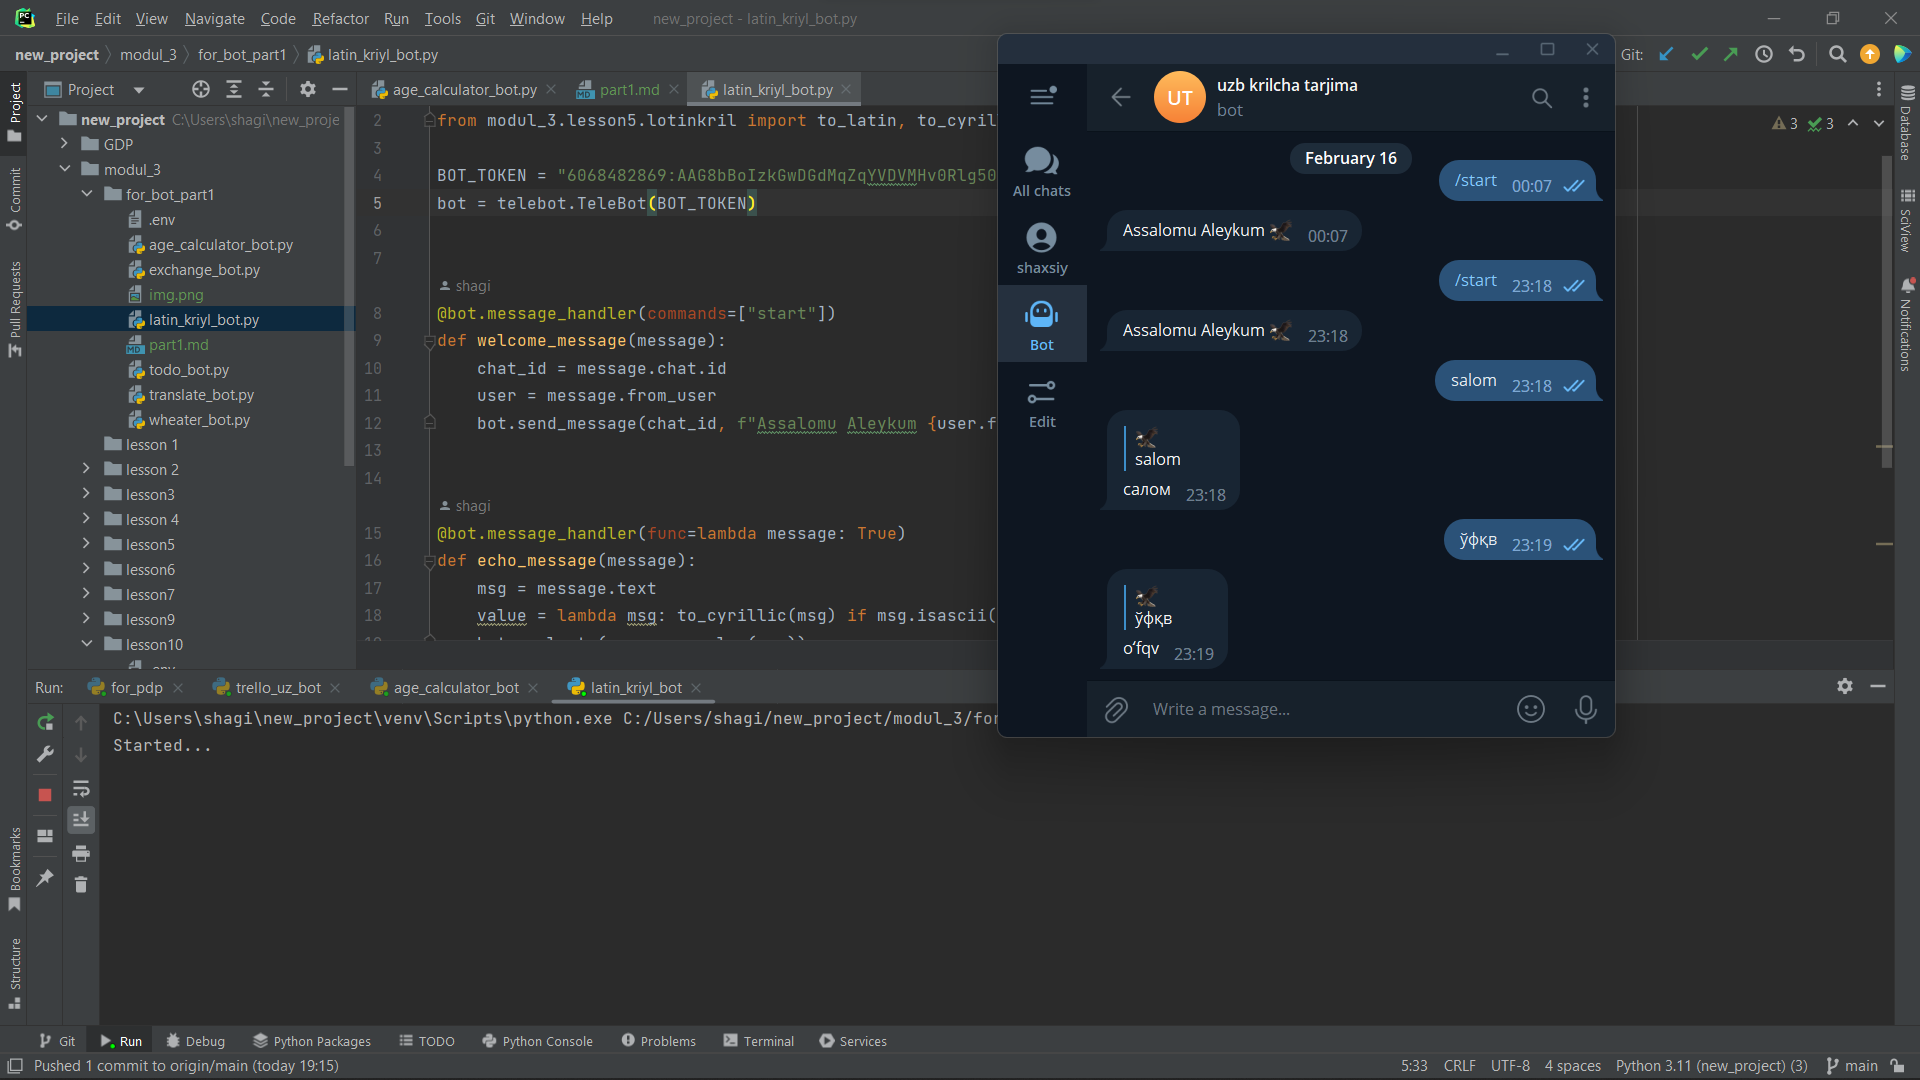 File Edit View Navigate Code Refactor Run Tools Git Window Help new_project - latin_kriyl_bot.py
new_project modul_3 for_bot_part1 latin_kriyl_bot.py
Git:
Project
age_calculator_bot.py
part1.md
latin_kriyl_bot.py
new_project C:\Users\shagi\new_proje
GDP
modul_3
for_bot_part1
.env
age_calculator_bot.py
exchange_bot.py
img.png
latin_kriyl_bot.py
part1.md
todo_bot.py
translate_bot.py
wheater_bot.py
lesson 1
lesson 2
lesson3
lesson 4
lesson5
lesson6
lesson7
lesson9
lesson10
Project
Commit
Pull Requests
Bookmarks
Structure
2 from modul_3.lesson5.lotinkril import to_latin, to_cyril
3
4 BOT_TOKEN = "6068482869:AAG8bBoIzkGwDGdMqZqYVDVMHv0Rlg50
5 bot = telebot.TeleBot(BOT_TOKEN)
6
7
shagi
8 @bot.message_handler(commands=["start"])
9 def welcome_message(message):
10 chat_id = message.chat.id
11 user = message.from_user
12 bot.send_message(chat_id, f"Assalomu Aleykum {user.f
13
14
shagi
15 @bot.message_handler(func=lambda message: True)
16 def echo_message(message):
17 msg = message.text
18 value = lambda msg: to_cyrillic(msg) if msg.isascii(
3 3
Database
SciView
Notifications
uzb krilcha tarjima
bot
UT
All chats
shaxsiy
Bot
Edit
February 16
/start 00:07
Assalomu Aleykum 00:07
/start 23:18
Assalomu Aleykum 23:18
salom 23:18
salom
салом 23:18
ўфқв 23:19
ўфқв
oʻfqv 23:19
Write a message...
Run: for_pdp trello_uz_bot age_calculator_bot latin_kriyl_bot
C:\Users\shagi\new_project\venv\Scripts\python.exe C:/Users/shagi/new_project/modul_3/for
Started...
Git Run Debug Python Packages TODO Python Console Problems Terminal Services
Pushed 1 commit to origin/main (today 19:15)
5:33 CRLF UTF-8 4 spaces Python 3.11 (new_project) (3) main